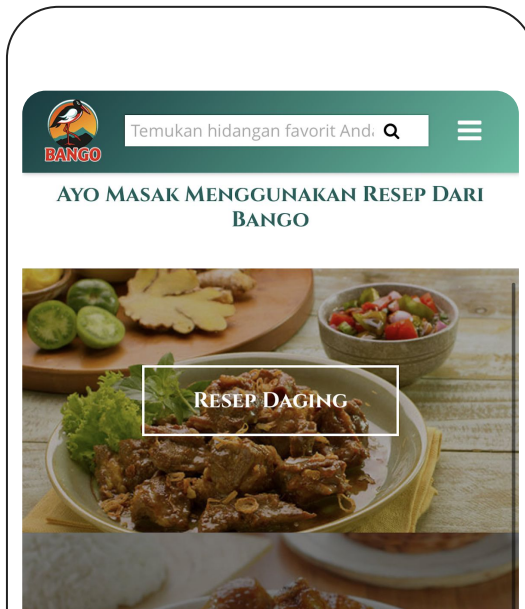 BANGO
Temukan hidangan favorit Anda
Ayo Masak Menggunakan Resep Dari
Bango
Resep Daging